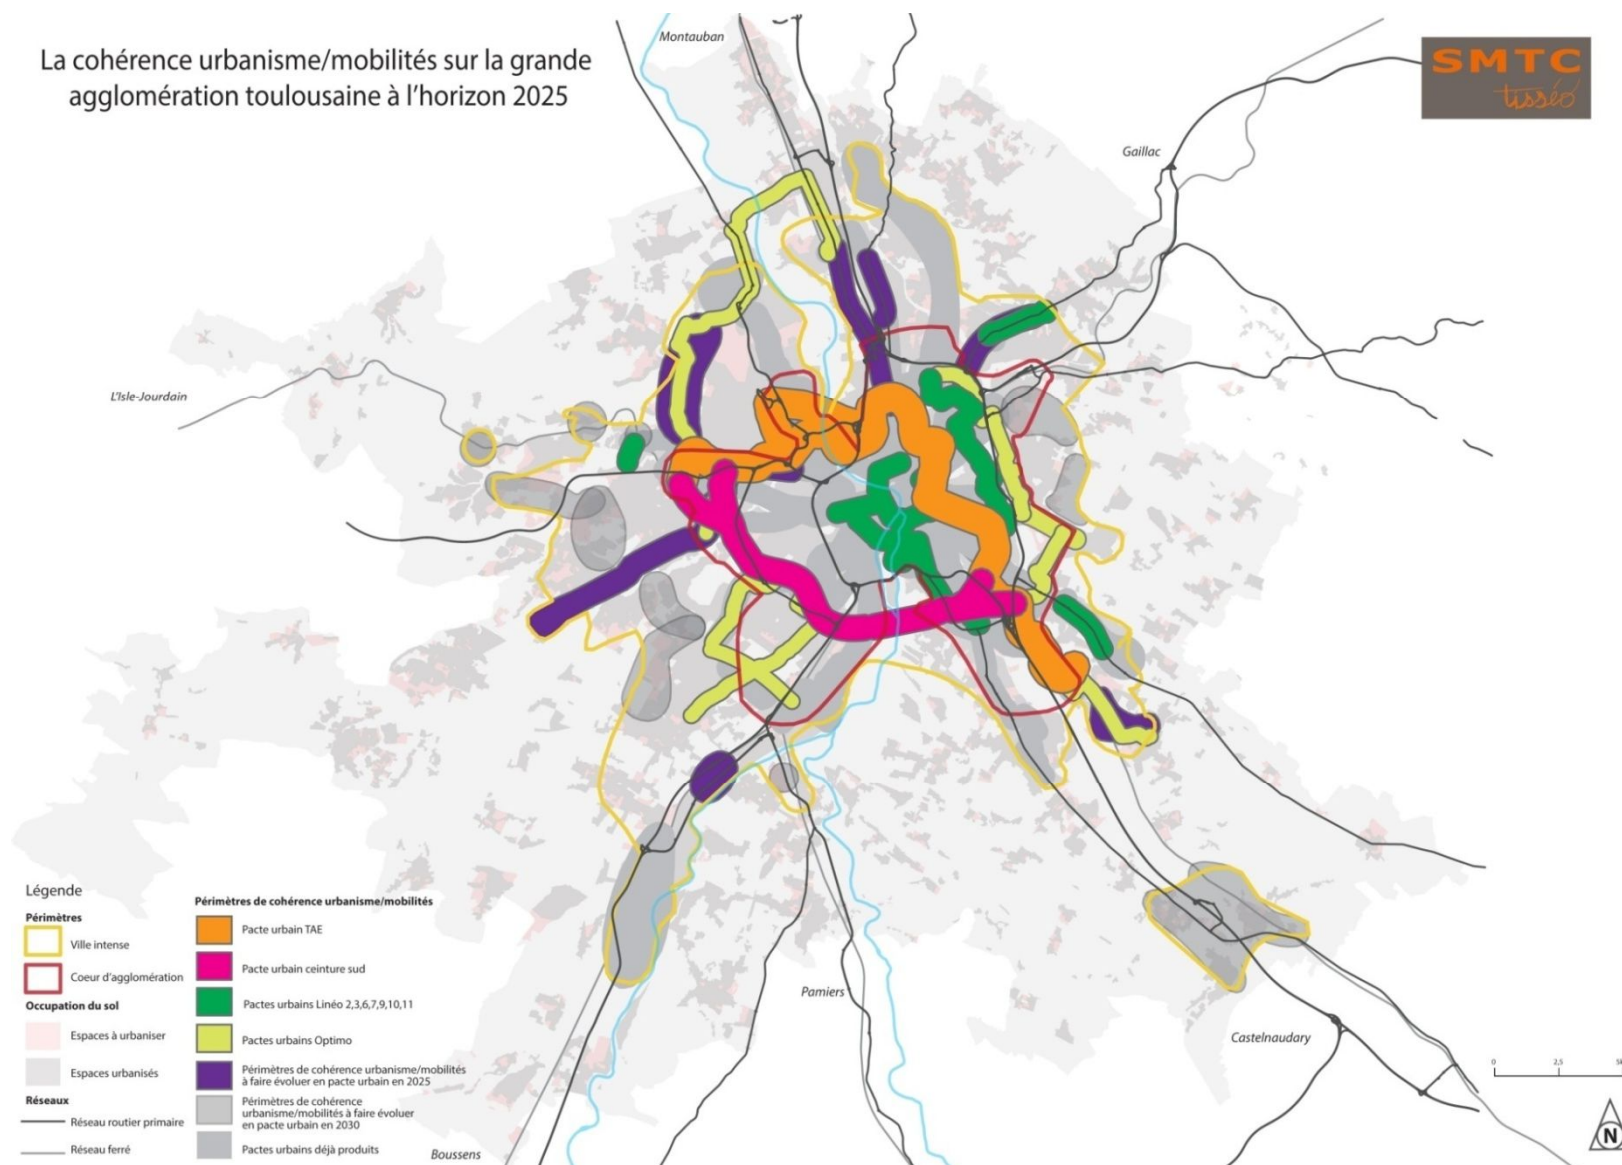 La cohérence urbanisme/mobilités sur la grande
agglomération toulousaine à l'horizon 2025
SMTC
tisséo
Montauban
Gaillac
L'Isle-Jourdain
Pamiers
Castelnaudary
Boussens
Légende
Périmètres
Ville intense
Coeur d'agglomération
Occupation du sol
Espaces à urbaniser
Espaces urbanisés
Réseaux
Réseau routier primaire
Réseau ferré
Périmètres de cohérence urbanisme/mobilités
Pacte urbain TAE
Pacte urbain ceinture sud
Pactes urbains Linéo 2,3,6,7,9,10,11
Pactes urbains Optimo
Périmètres de cohérence urbanisme/mobilités
à faire évoluer en pacte urbain en 2025
Périmètres de cohérence
urbanisme/mobilités à faire évoluer
en pacte urbain en 2030
Pactes urbains déjà produits
0 2,5
N